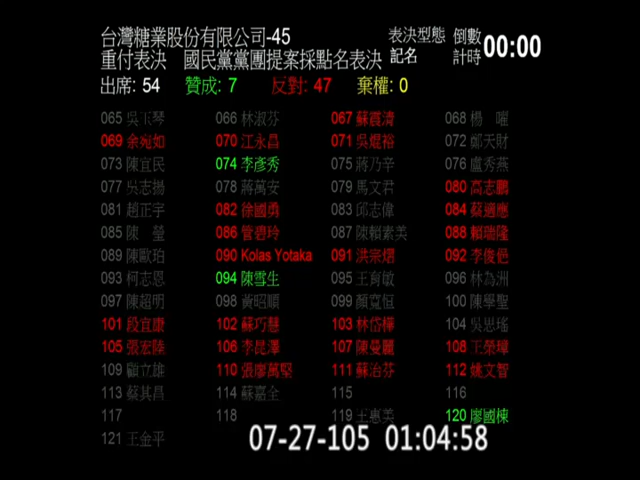 台灣糖業股份有限公司-45 表決型態 倒數 00:00
重付表決 國民黨黨團提案採點名表決 記名 計時
出席: 54 贊成: 7 反對: 47 棄權: 0
065 吳玉琴 066 林淑芬 067 蘇震清 068 楊 曜
069 余宛如 070 江永昌 071 吳焜裕 072 鄭天財
073 陳宜民 074 李彥秀 075 蔣乃辛 076 盧秀燕
077 吳志揚 078 蔣萬安 079 馬文君 080 高志鵬
081 趙正宇 082 徐國勇 083 邱志偉 084 蔡適應
085 陳 瑩 086 管碧玲 087 陳賴素美 088 賴瑞隆
089 陳歐珀 090 Kolas Yotaka 091 洪宗熠 092 李俊俋
093 柯志恩 094 陳雪生 095 王育敏 096 林為洲
097 陳超明 098 黃昭順 099 顏寬恒 100 陳學聖
101 段宜康 102 蘇巧慧 103 林岱樺 104 吳思瑤
105 張宏陸 106 李昆澤 107 陳曼麗 108 王榮璋
109 顧立雄 110 張廖萬堅 111 蘇治芬 112 姚文智
113 蔡其昌 114 蘇嘉全 115 116
117 118 119 王惠美 120 廖國棟
121 王金平
07-27-105 01:04:58